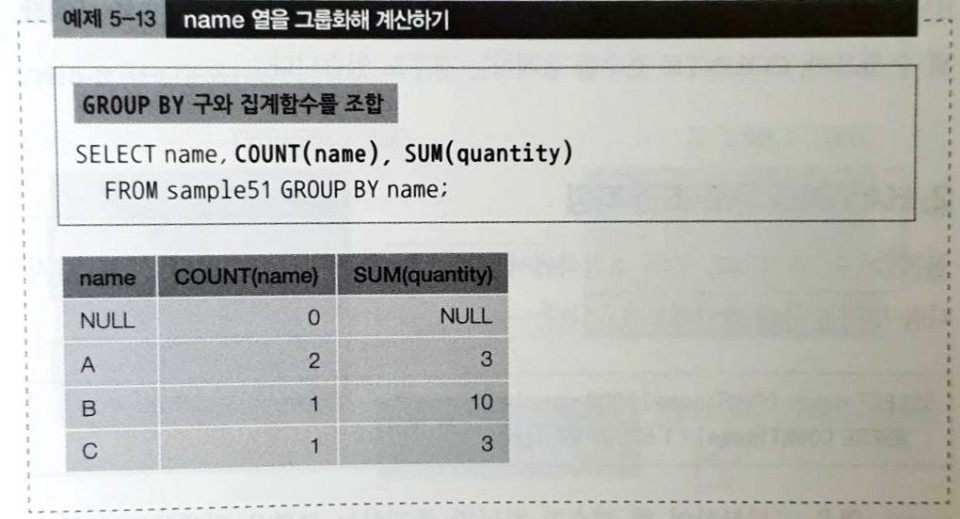 예제 5-13 name 열을 그룹화해 계산하기
GROUP BY 구와 집계함수를 조합
SELECT name, COUNT(name), SUM(quantity)
FROM sample51 GROUP BY name;
name COUNT(name) SUM(quantity)
NULL 0 NULL
A 2 3
B 1 10
C 1 3